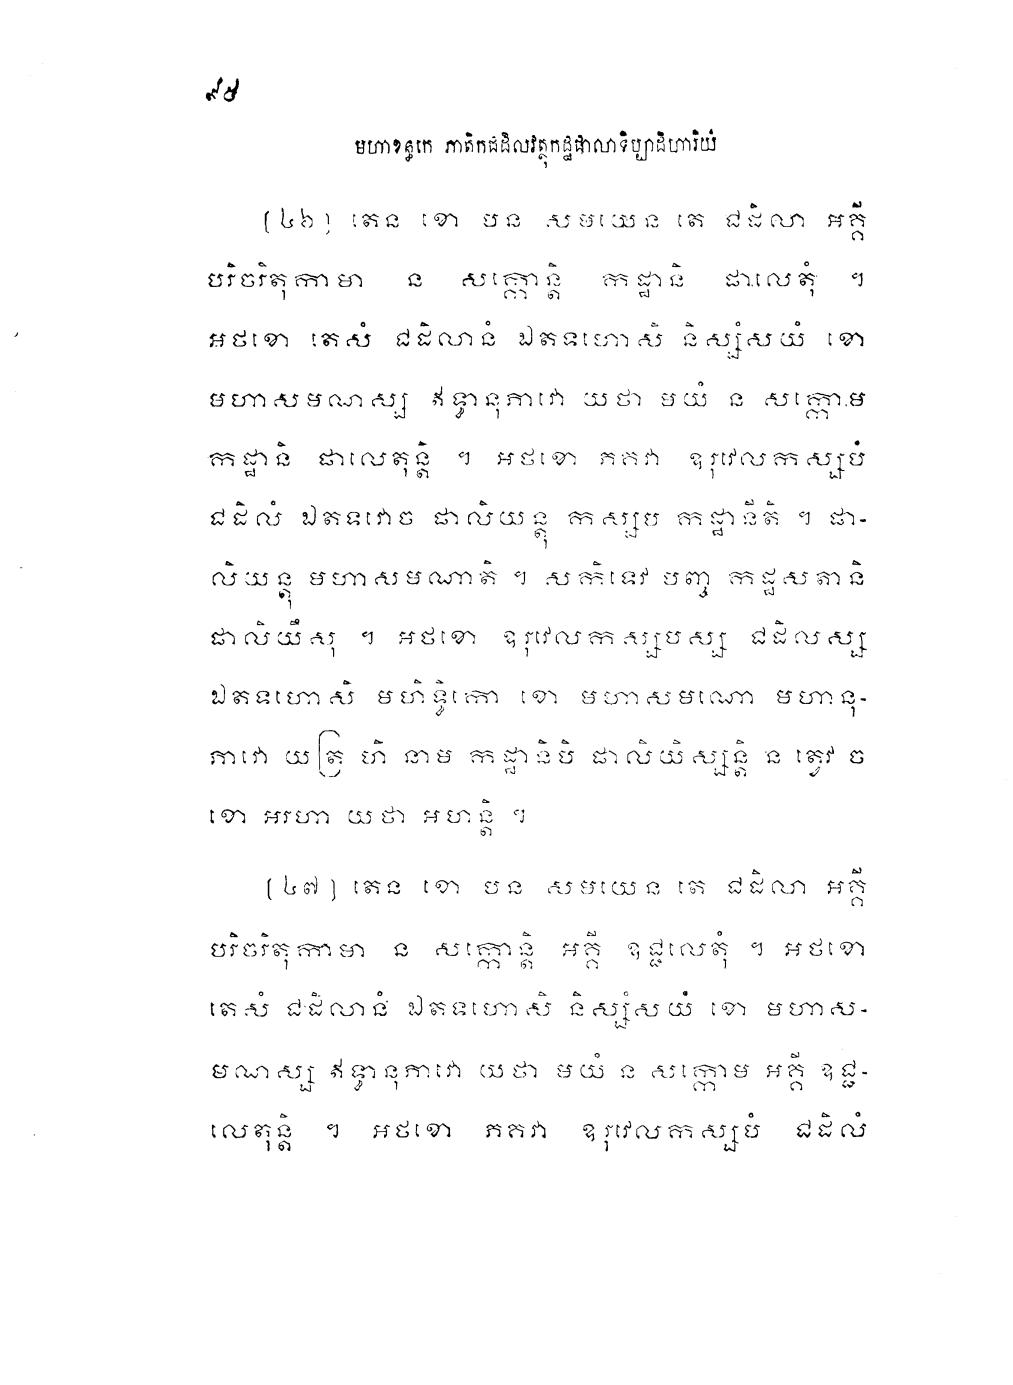 ៩៥
មហាខន្ធកេ ភាតិកជដិលវត្ថុកដ្ឋផាលាទិប្បាដិហារិយំ
(៤៦) តេន ខោ បន សមយេន តេ ជដិលា អគ្គី
បរិចរិតុកាមា ន សក្កោន្តិ កដ្ឋានិ ផាលេតុំ ។
អថខោ តេសំ ជដិលានំ ឯតទហោសិ និស្សំសយំ ខោ
មហាសមណស្ស ឥទ្ធានុភាវោ យថា មយំ ន សក្កោម
កដ្ឋានិ ផាលេតុន្តិ ។ អថខោ ភគវា ឧរុវេលកស្សបំ
ជដិលំ ឯតទវោច ផាលិយន្តុ កស្សប កដ្ឋានីតិ ។ ផា-
លិយន្តុ មហាសមណាតិ ។ សកិទេវ បញ្ច កដ្ឋសតានិ
ផាលិយឹសុ ។ អថខោ ឧរុវេលកស្សបស្ស ជដិលស្ស
ឯតទហោសិ មហិទ្ធិកោ ខោ មហាសមណោ មហានុ-
ភាវោ យត្រ ហិ នាម កដ្ឋានិបិ ផាលិយិស្សន្តិ ន ត្វេវ ច
ខោ អរហា យថា អហន្តិ ។
(៤៧) តេន ខោ បន សមយេន តេ ជដិលា អគ្គី
បរិចរិតុកាមា ន សក្កោន្តិ អគ្គី ឧជ្ជលេតុំ ។ អថខោ
តេសំ ជដិលានំ ឯតទហោសិ និស្សំសយំ ខោ មហាស-
មណស្ស ឥទ្ធានុភាវោ យថា មយំ ន សក្កោម អគ្គី ឧជ្ជ-
លេតុន្តិ ។ អថខោ ភគវា ឧរុវេលកស្សបំ ជដិលំ